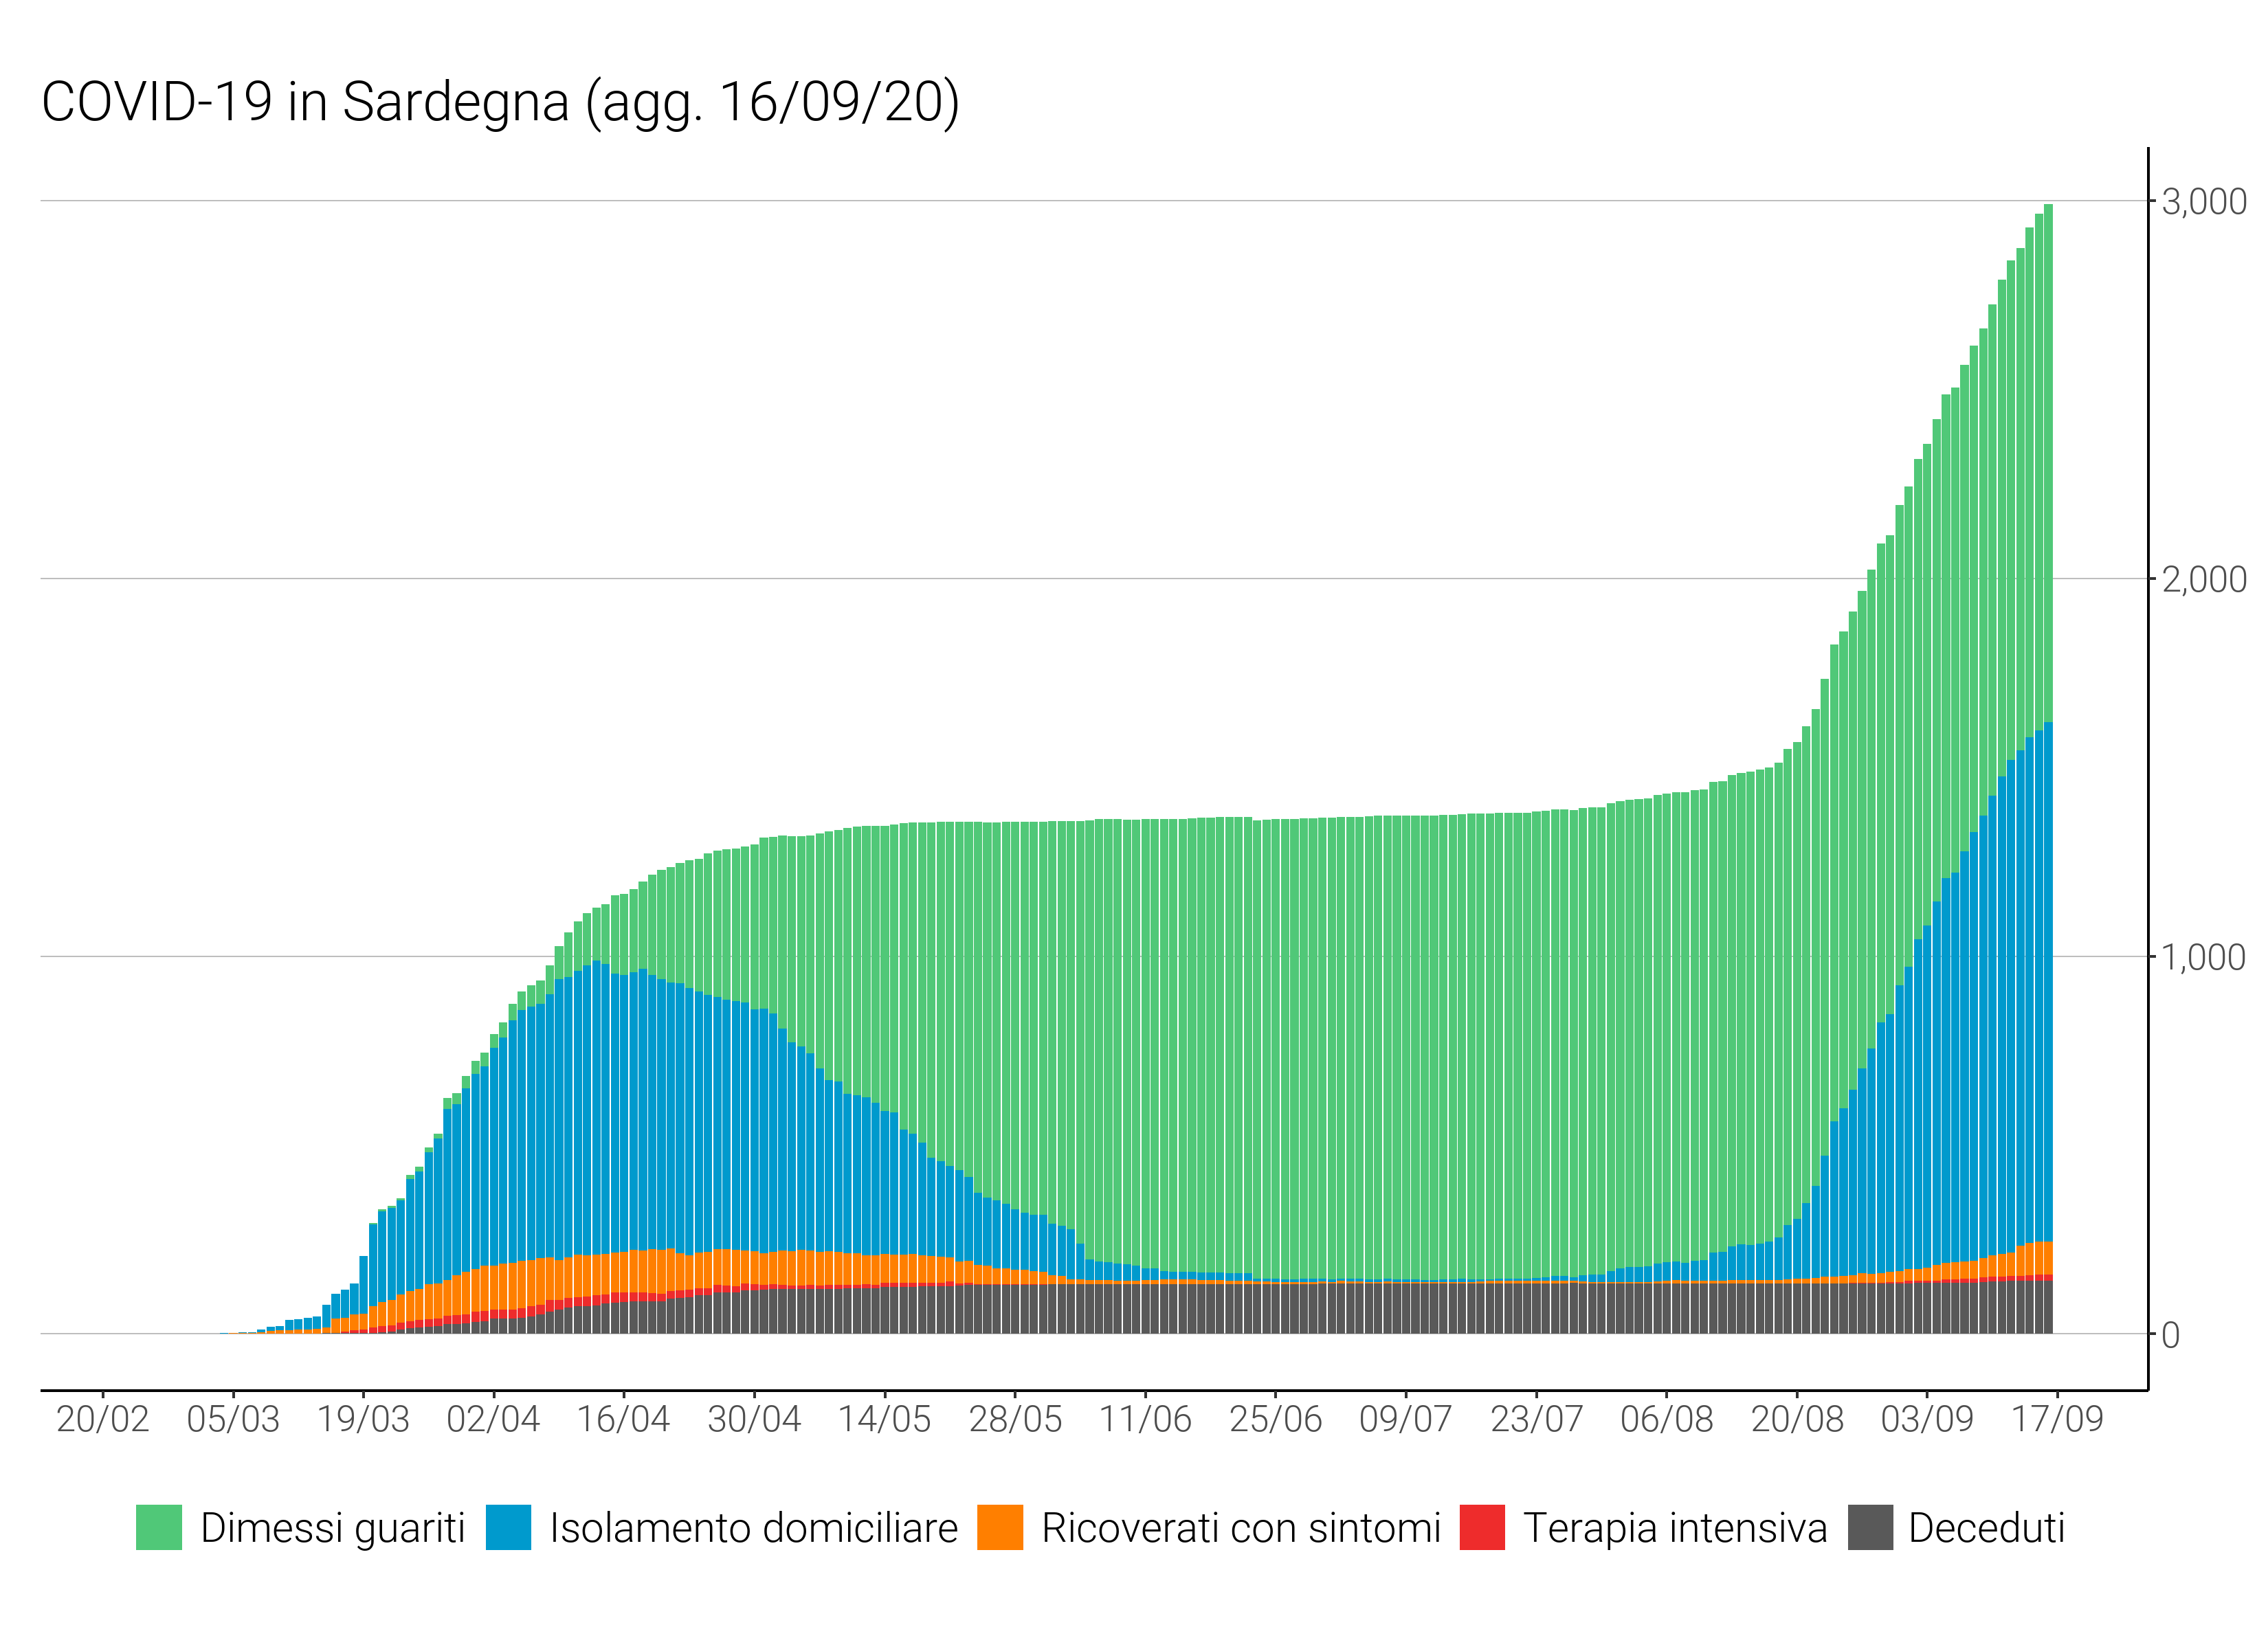 COVID-19 in Sardegna (agg. 16/09/20)
3,000
2,000
1,000
0
20/02 05/03 19/03 02/04 16/04 30/04 14/05 28/05 11/06 25/06 09/07 23/07 06/08 20/08 03/09 17/09
Dimessi guariti Isolamento domiciliare Ricoverati con sintomi Terapia intensiva Deceduti